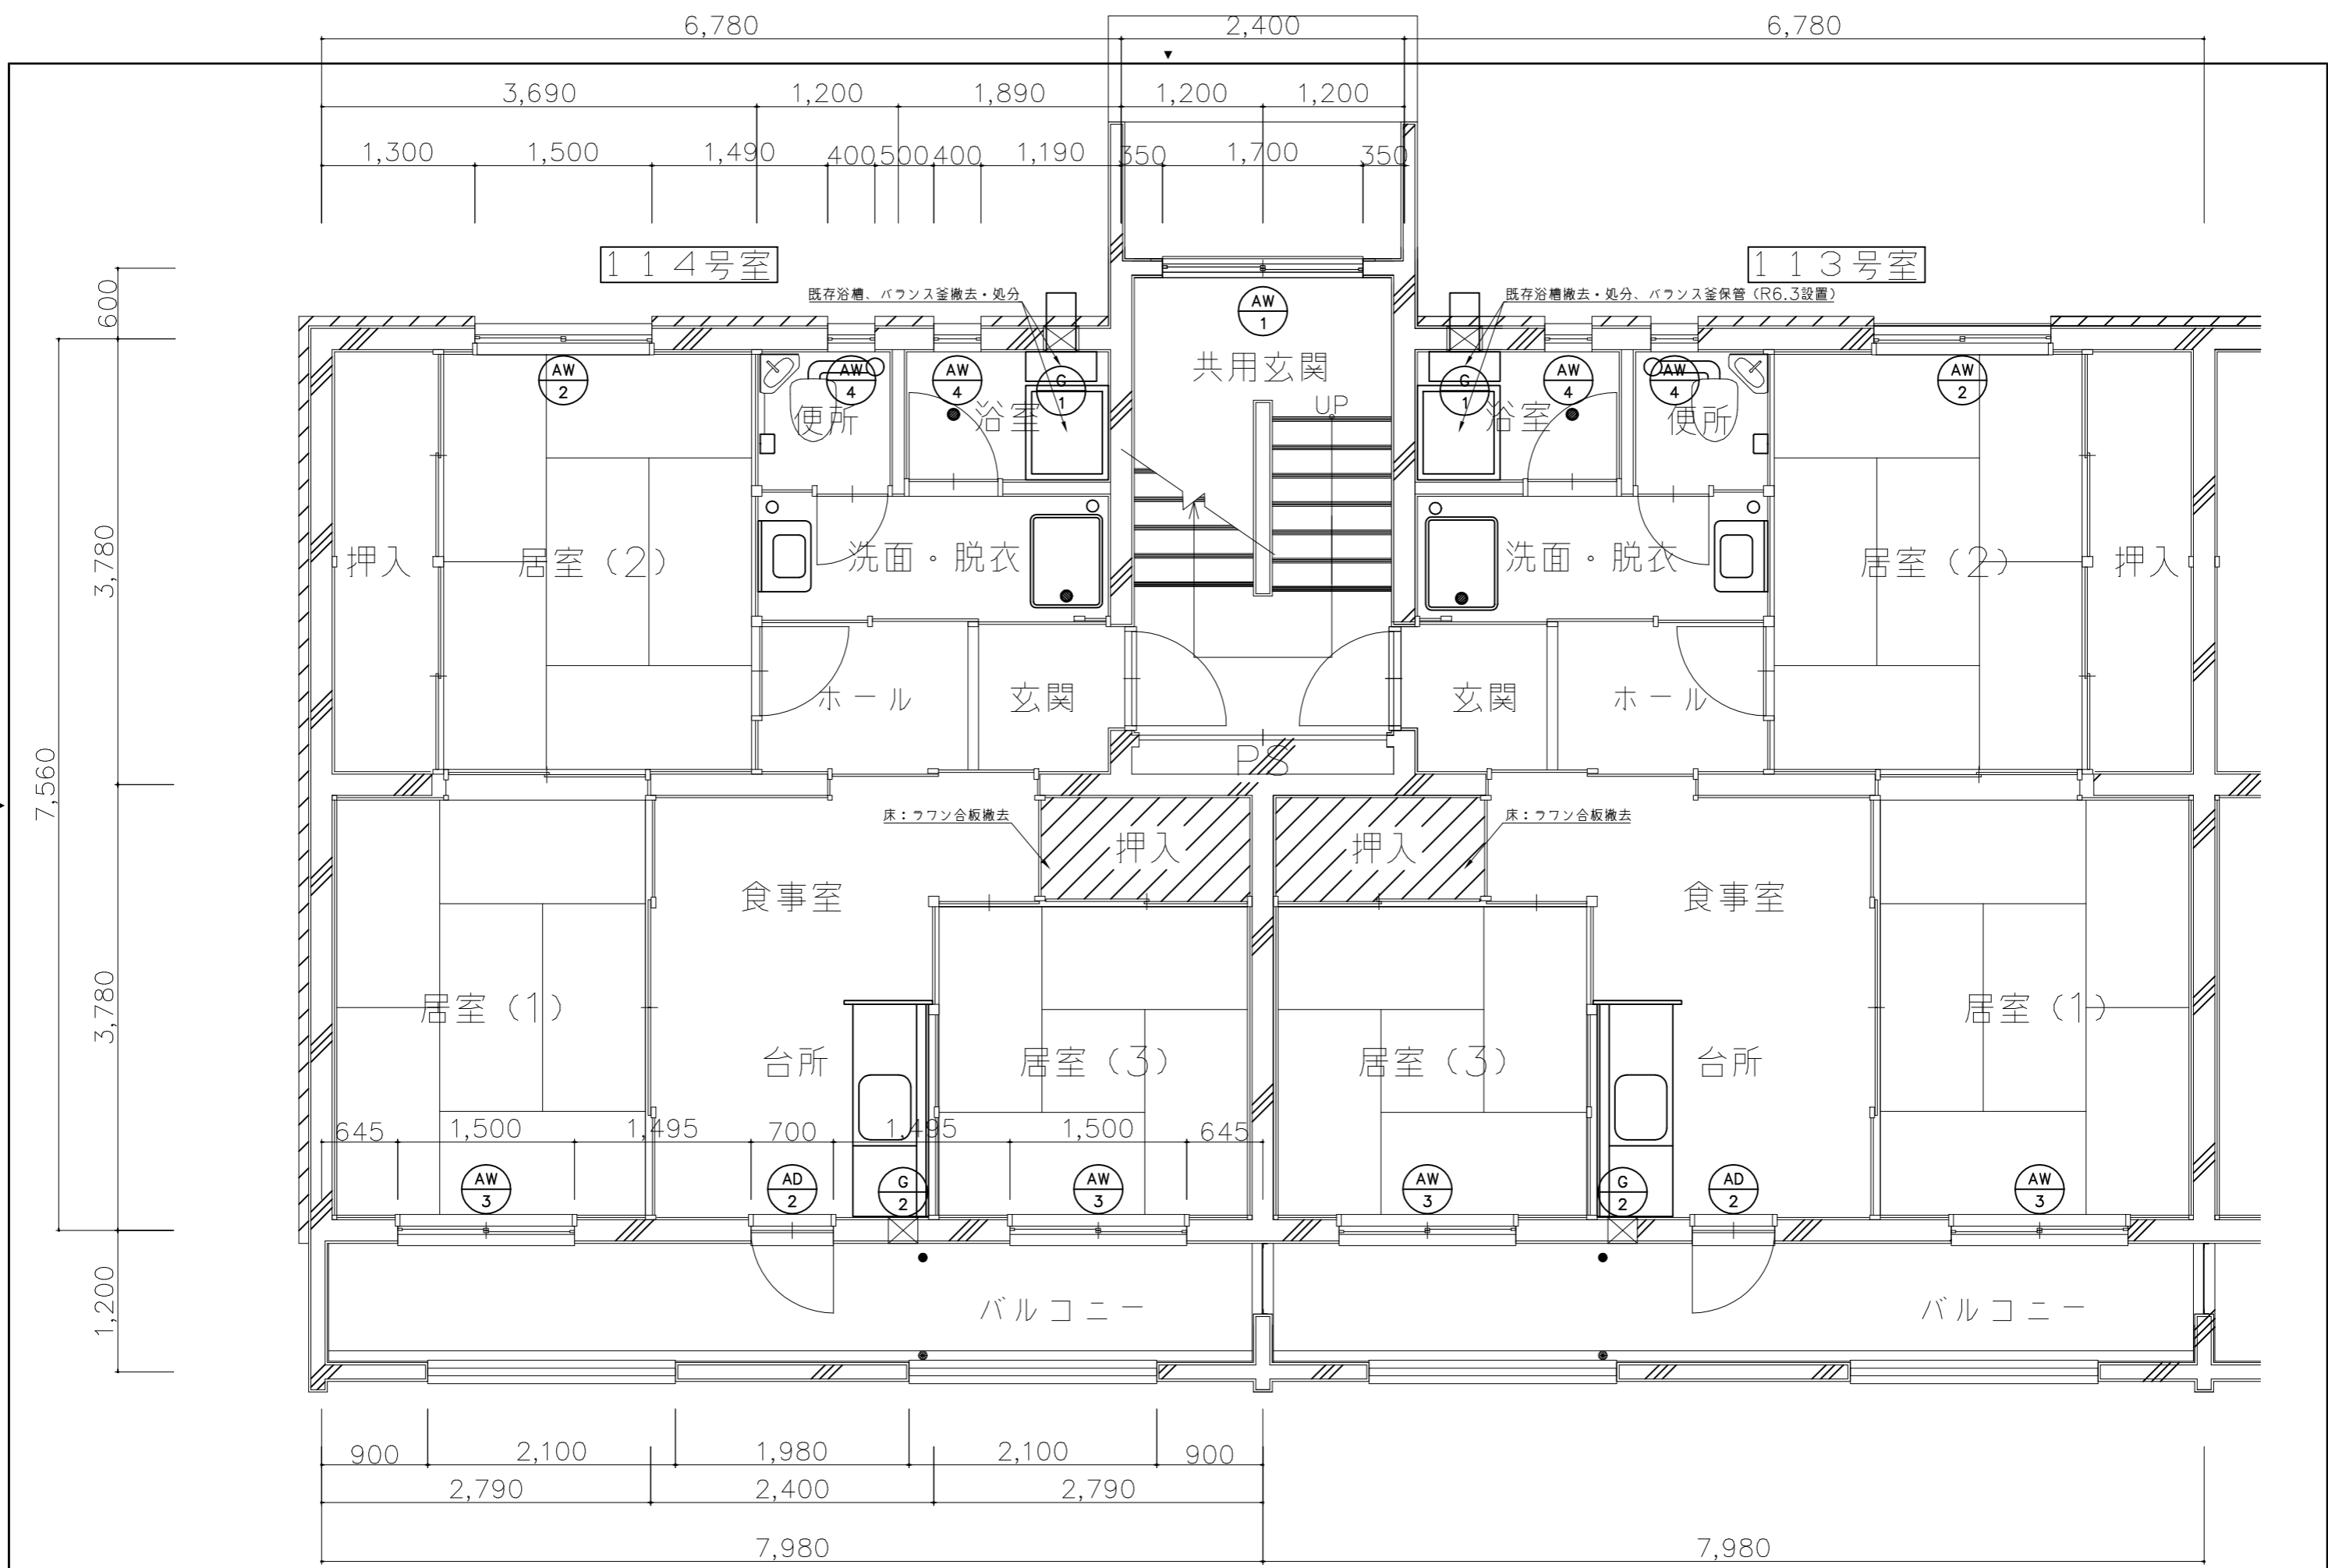 6,780 2,400 6,780
3,690 1,200 1,890 1,200 1,200
1,300 1,500 1,490 400 500 400 1,190 350 1,700 350
114号室
113号室
600
3,780
7,560
3,780
1,200
既存浴槽、バランス釜撤去・処分
既存浴槽撤去・処分、バランス釜保管（R6.3設置）
AW 1
共用玄関
UP
AW 2
AW 4
AW 4
G 1
G 1
AW 4
AW 4
AW 2
便所
浴室
浴室
便所
押入
居室（2）
洗面・脱衣
洗面・脱衣
居室（2）
押入
ホール
玄関
玄関
ホール
PS
床：ラワン合板撤去
押入
押入
床：ラワン合板撤去
食事室
食事室
居室（1）
台所
居室（3）
居室（3）
台所
居室（1）
645 1,500 1,495 700 1,495 1,500 645
AW 3
AD 2
G 2
AW 3
AW 3
G 2
AD 2
AW 3
バルコニー
バルコニー
900 2,100 1,980 2,100 900
2,790 2,400 2,790
7,980 7,980